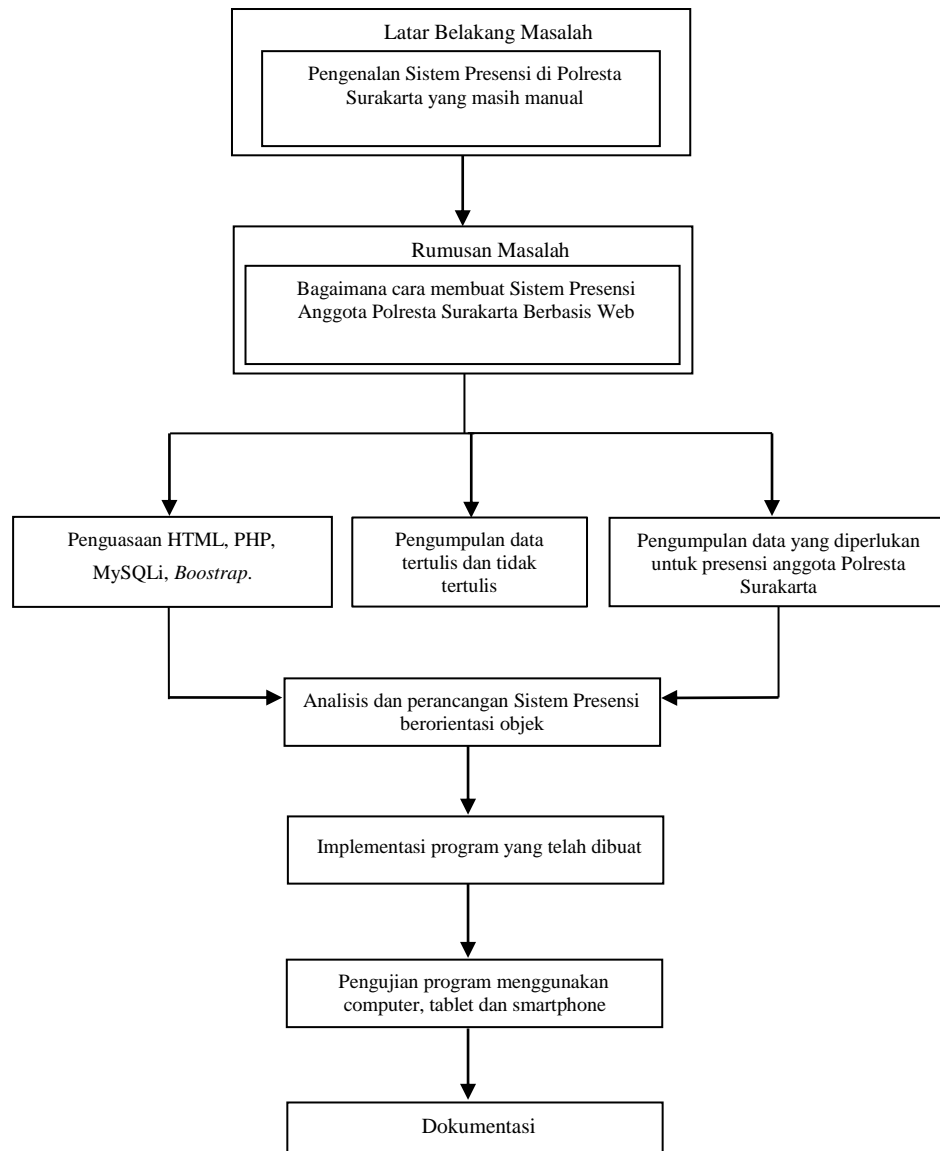 Latar Belakang Masalah
Pengenalan Sistem Presensi di Polresta
Surakarta yang masih manual
Rumusan Masalah
Bagaimana cara membuat Sistem Presensi
Anggota Polresta Surakarta Berbasis Web
Penguasaan HTML, PHP,
MySQLi, Boostrap.
Pengumpulan data
tertulis dan tidak
tertulis
Pengumpulan data yang diperlukan
untuk presensi anggota Polresta
Surakarta
Analisis dan perancangan Sistem Presensi
berorientasi objek
Implementasi program yang telah dibuat
Pengujian program menggunakan
computer, tablet dan smartphone
Dokumentasi